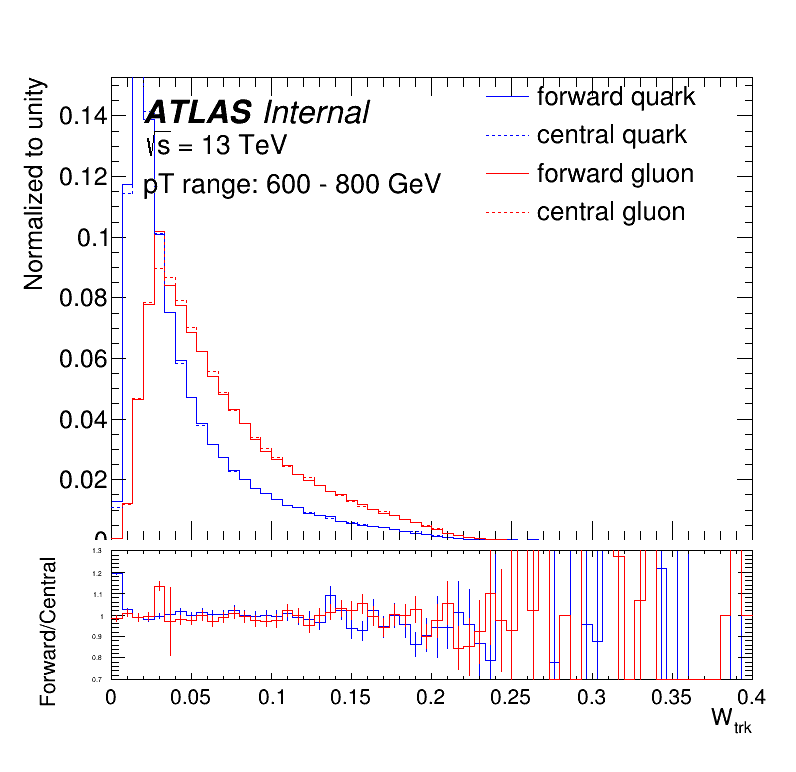 ATLAS Internal
√s = 13 TeV
pT range: 600 - 800 GeV
forward quark
central quark
forward gluon
central gluon
Normalized to unity
0.14
0.12
0.1
0.08
0.06
0.04
0.02
0
Forward/Central
1.3
1.2
1.1
1
0.9
0.8
0.7
0 0.05 0.1 0.15 0.2 0.25 0.3 0.35 0.4
W_trk